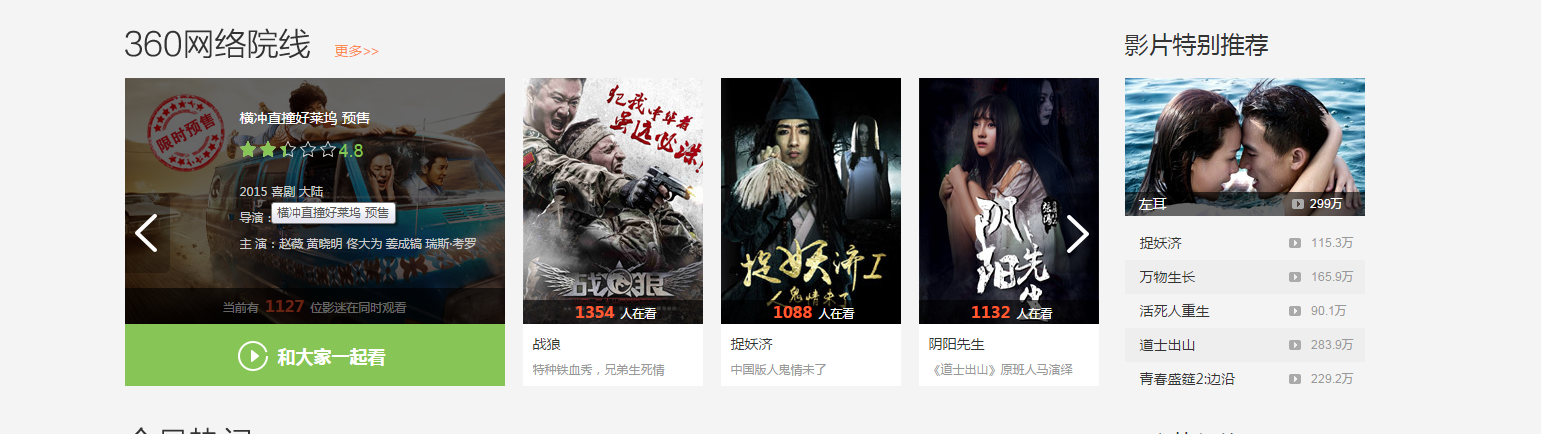 360网络院线 更多>>
限时预售
横冲直撞好莱坞 预售
4.8
2015 喜剧 大陆
导演：
横冲直撞好莱坞 预售
主 演：赵薇 黄晓明 佟大为 姜成镐 瑞斯·考罗
当前有 1127 位影迷在同时观看
和大家一起看
犯我中华者
虽远必诛
战狼
1354 人在看
战狼
特种铁血秀，兄弟生死情
捉妖济I
人鬼情未了
1088 人在看
捉妖济
中国版人鬼情未了
阴阳先生
1132 人在看
阴阳先生
《道士出山》原班人马演绎
影片特别推荐
左耳 299万
捉妖济 115.3万
万物生长 165.9万
活死人重生 90.1万
道士出山 283.9万
青春盛筵2:边沿 229.2万